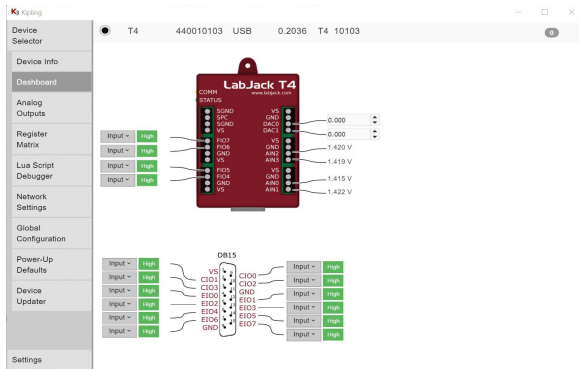 K3 Kipling
Device
Selector
T4 440010103 USB 0.2036 T4 10103
0
Device Info
Dashboard
Analog
Outputs
Register
Matrix
Lua Script
Debugger
Network
Settings
Global
Configuration
Power-Up
Defaults
Device
Updater
Settings
LabJack T4
www.labjack.com
COMM
STATUS
SGND VS
SPC GND
SGND DAC0 0.000
VS DAC1 0.000
Input High FIO7 VS
Input High FIO6 GND 1.420 V
GND AIN2
VS AIN3 1.419 V
Input High FIO5 VS
Input High FIO4 GND 1.415 V
GND AIN0
VS AIN1 1.422 V
DB15
Input High VS CIO0 Input High
Input High CIO1 CIO2 Input High
Input High CIO3 GND
Input High EIO0 EIO1 Input High
Input High EIO2 EIO3 Input High
Input High EIO4 EIO5 Input High
EIO6 EIO7 Input High
GND